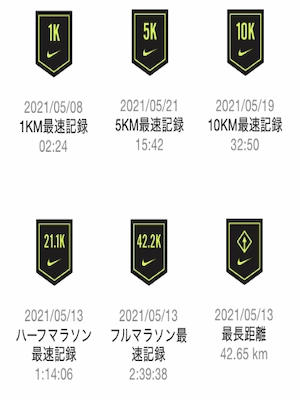 1K
5K
10K
2021/05/08
2021/05/21
2021/05/19
1KM最速記録
5KM最速記録
10KM最速記録
02:24
15:42
32:50
21.1K
42.2K
2021/05/13
2021/05/13
2021/05/13
ハーフマラソン
最速記録
フルマラソン最
速記録
最長距離
1:14:06
2:39:38
42.65 km